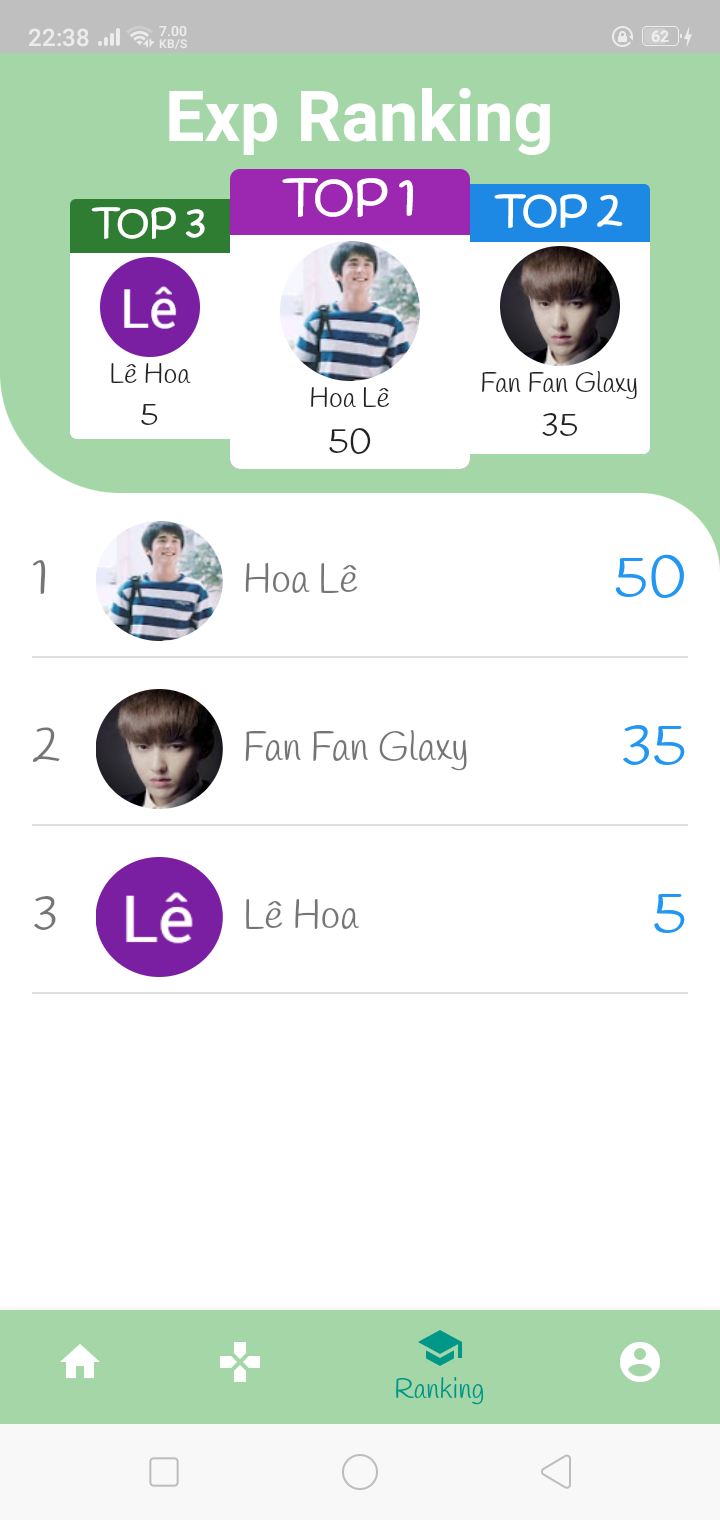 22:38 7.00 KB/S 62
Exp Ranking
TOP 3 TOP 1 TOP 2
Lê
Lê Hoa Hoa Lê Fan Fan Glaxy
5 50 35
1 Hoa Lê 50
2 Fan Fan Glaxy 35
3 Lê Lê Hoa 5
Ranking